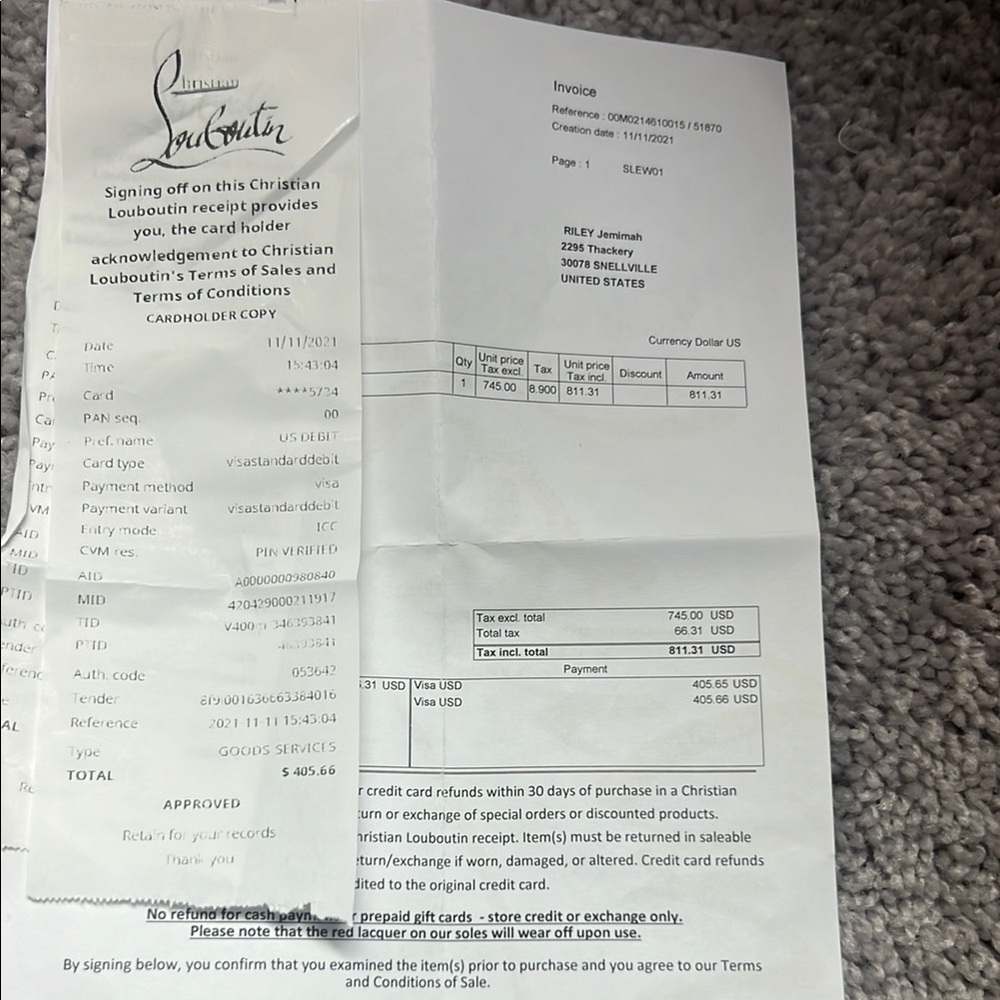 Christian
Louboutin
Signing off on this Christian
Louboutin receipt provides
you, the card holder
acknowledgement to Christian
Louboutin's Terms of Sales and
Terms of Conditions
CARDHOLDER COPY
Date 11/11/2021
Time 15:43:04
Card ****5734
PAN seq. 00
Pref. name US DEBIT
Card type visastandarddebit
Payment method visa
Payment variant visastandarddebit
Entry mode ICC
CVM res. PIN VERIFIED
AID A0000000980840
MID 420429000211917
TID V400m 346393841
PTID
Auth. code 053642
Tender
Reference 2021-11-11 15:43:04
Type GOODS SERVICES
TOTAL $ 405.66
APPROVED
Retain for your records
Thank you
Invoice
Reference : 00M0214610015 / 51870
Creation date : 11/11/2021
Page : 1 SLEW01
RILEY Jemimah
2295 Thackery
30078 SNELLVILLE
UNITED STATES
Currency Dollar US
Qty Unit price Tax excl. Tax Unit price Tax incl. Discount Amount
1 745.00 8.900 811.31 811.31
Tax excl. total 745.00 USD
Total tax 66.31 USD
Tax incl. total 811.31 USD
Payment
.31 USD Visa USD 405.65 USD
Visa USD 405.66 USD
r credit card refunds within 30 days of purchase in a Christian
urn or exchange of special orders or discounted products.
hristian Louboutin receipt. Item(s) must be returned in saleable
turn/exchange if worn, damaged, or altered. Credit card refunds
dited to the original credit card.
No refund for cash paym r prepaid gift cards - store credit or exchange only.
Please note that the red lacquer on our soles will wear off upon use.
By signing below, you confirm that you examined the item(s) prior to purchase and you agree to our Terms
and Conditions of Sale.